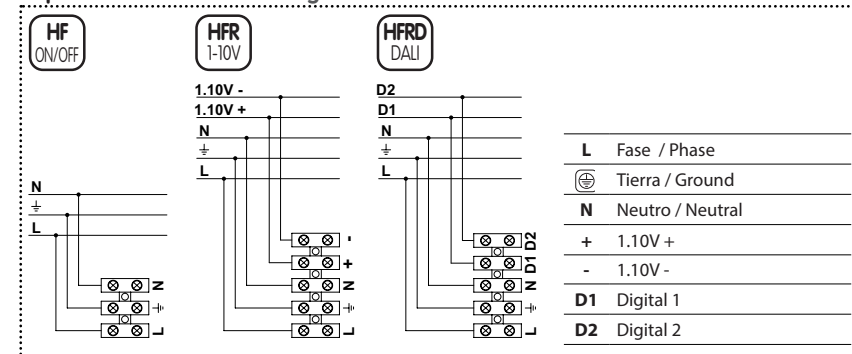 HF
ON/OFF
N
L
N
L
HFR
1-10V
1.10V -
1.10V +
N
L
-
+
N
L
HFRD
DALI
D2
D1
N
L
D2
D1
N
L
L Fase / Phase
Tierra / Ground
N Neutro / Neutral
+ 1.10V +
- 1.10V -
D1 Digital 1
D2 Digital 2